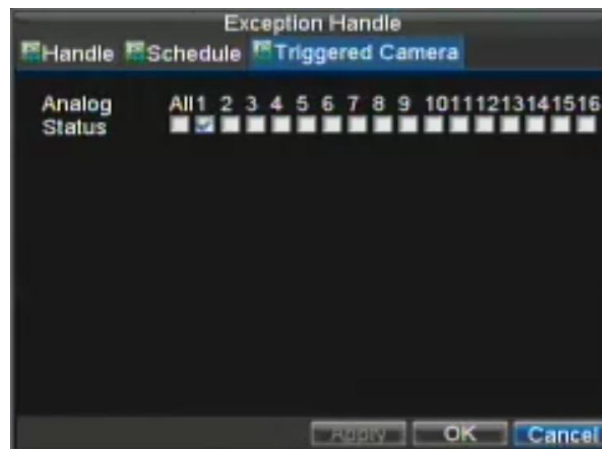 Exception Handle
Handle Schedule Triggered Camera
Analog All 1 2 3 4 5 6 7 8 9 10 11 12 13 14 15 16
Status
Apply OK Cancel